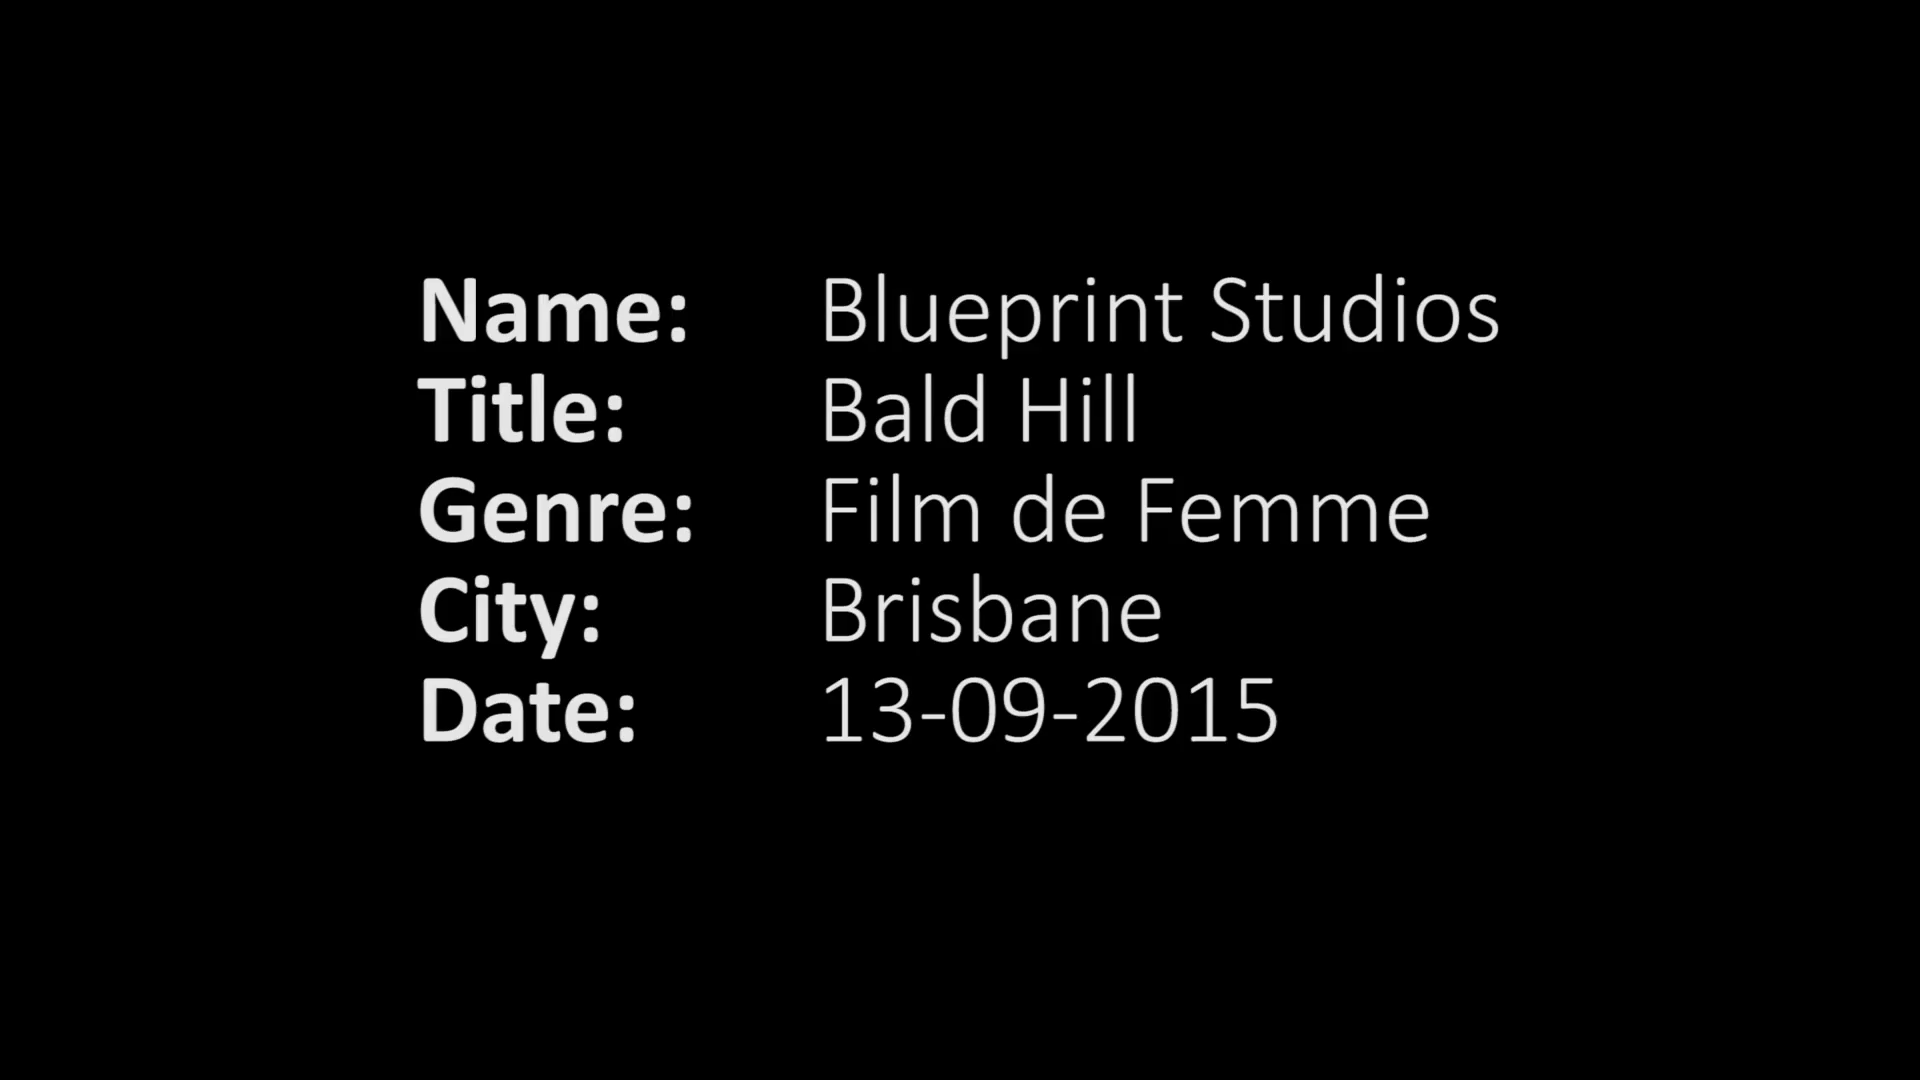 Name: Blueprint Studios
Title: Bald Hill
Genre: Film de Femme
City: Brisbane
Date: 13-09-2015